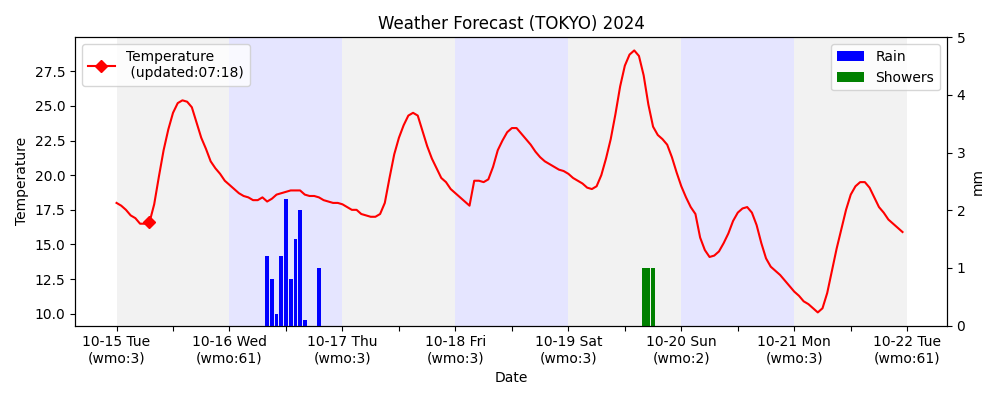 Weather Forecast (TOKYO) 2024
Temperature
(updated:07:18)
Rain
Showers
Temperature
27.5
25.0
22.5
20.0
17.5
15.0
12.5
10.0
5
4
3
2
1
0
mm
10-15 Tue
(wmo:3)
10-16 Wed
(wmo:61)
10-17 Thu
(wmo:3)
10-18 Fri
(wmo:3)
10-19 Sat
(wmo:3)
10-20 Sun
(wmo:2)
10-21 Mon
(wmo:3)
10-22 Tue
(wmo:61)
Date